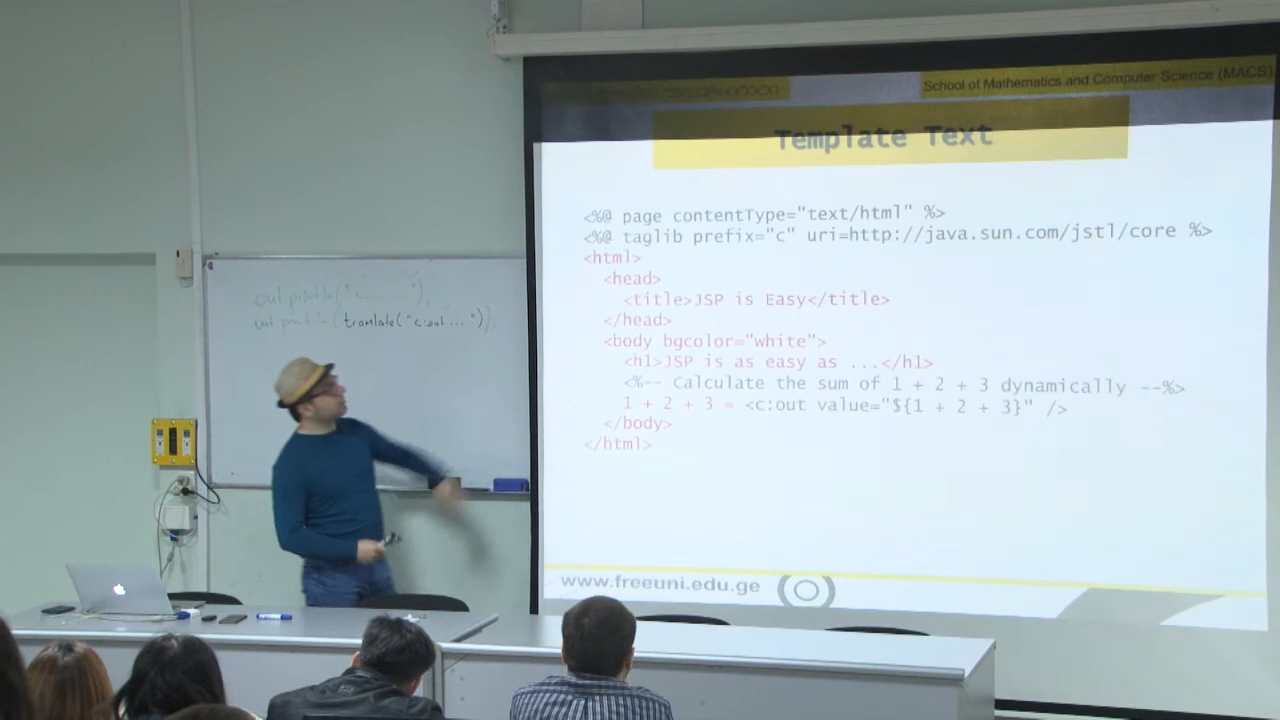 School of Mathematics and Computer Science (MACS)
Template Text
<%@ page contentType="text/html" %>
<%@ taglib prefix="c" uri=http://java.sun.com/jstl/core %>
<html>
<head>
<title>JSP is Easy</title>
</head>
<body bgcolor="white">
<h1>JSP is as easy as ...</h1>
<%-- Calculate the sum of 1 + 2 + 3 dynamically --%>
1 + 2 + 3 = <c:out value="${1 + 2 + 3}" />
</body>
</html>
www.freeuni.edu.ge
out.println("... ...");
out.println(translate("c:out ... "));